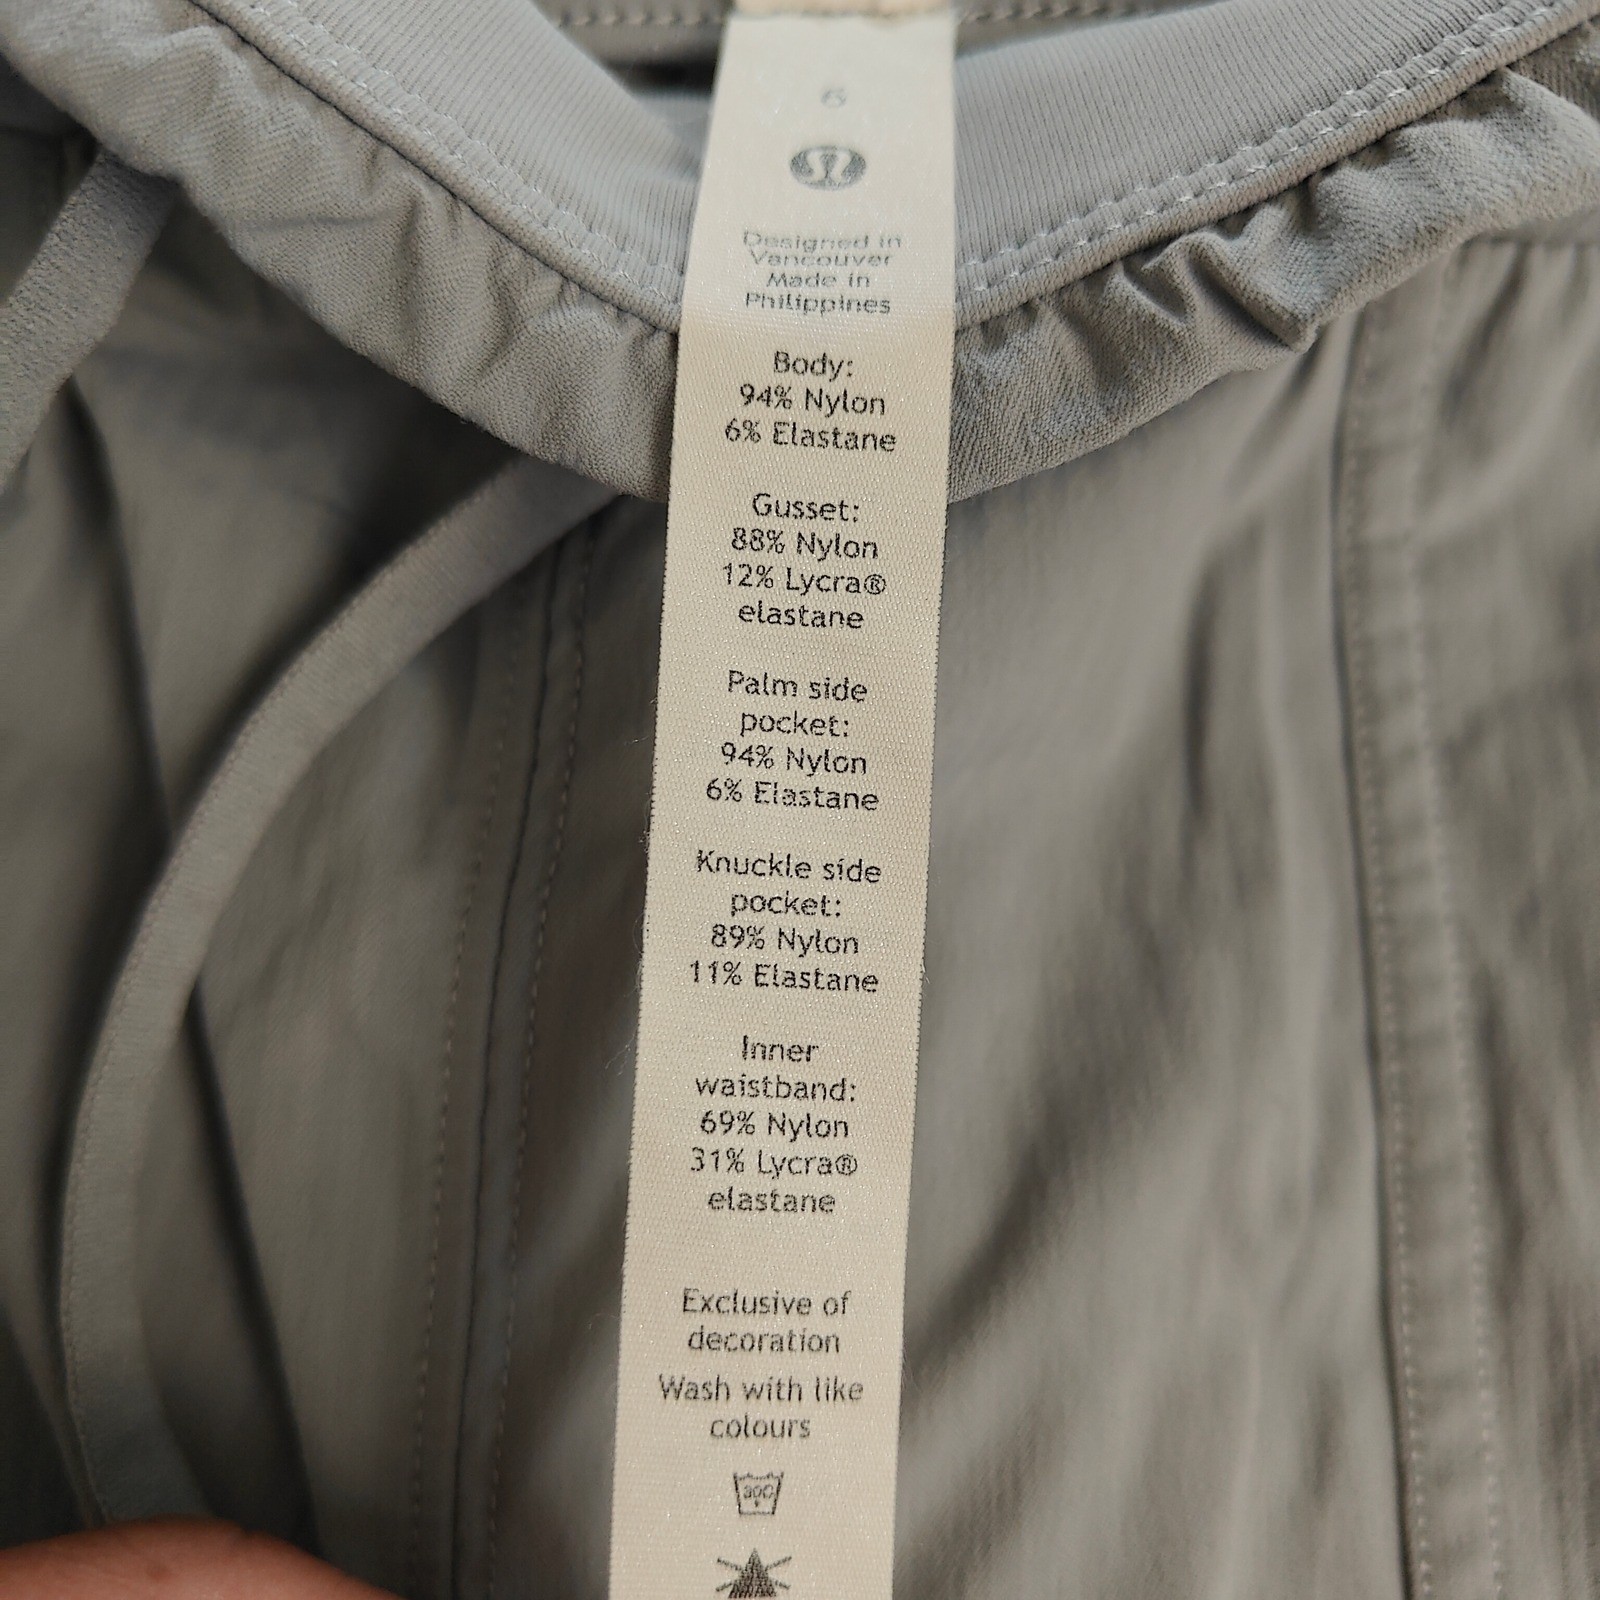 6
Designed in
Vancouver
Made in
Philippines
Body:
94% Nylon
6% Elastane
Gusset:
88% Nylon
12% Lycra®
elastane
Palm side
pocket:
94% Nylon
6% Elastane
Knuckle side
pocket:
89% Nylon
11% Elastane
Inner
waistband:
69% Nylon
31% Lycra®
elastane
Exclusive of
decoration
Wash with like
colours
30C